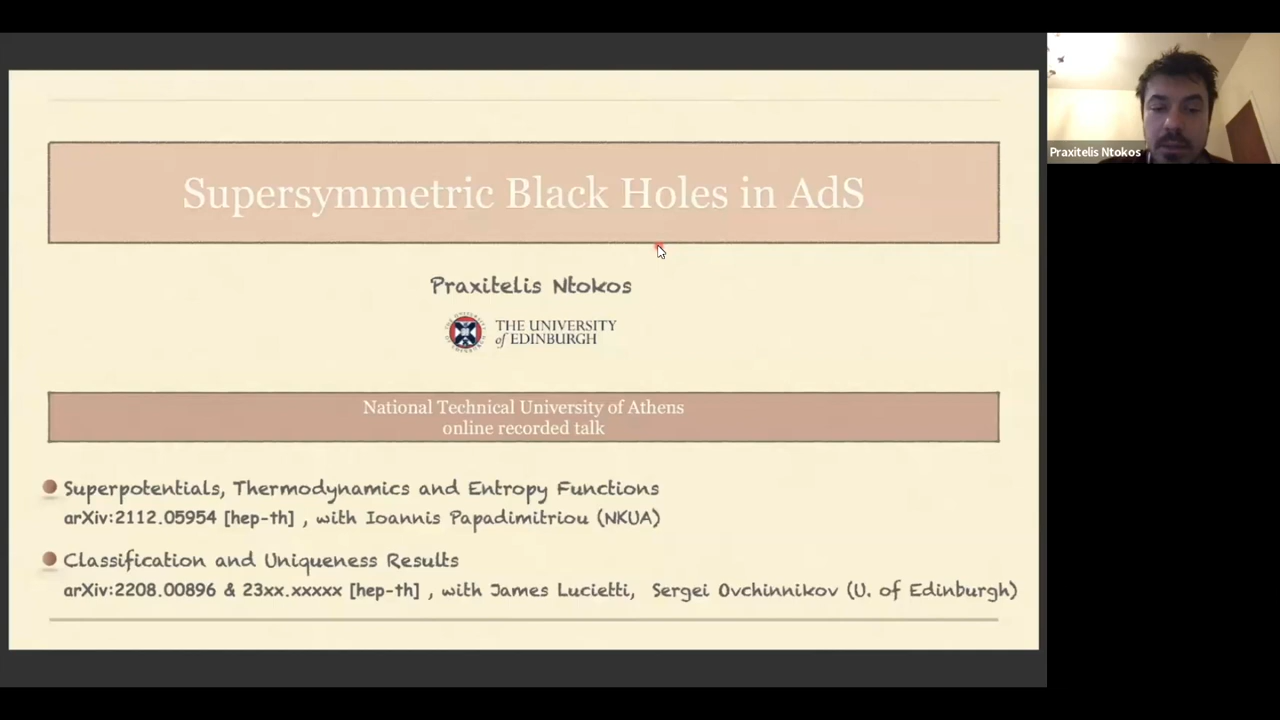 Supersymmetric Black Holes in AdS
Praxitelis Ntokos
THE UNIVERSITY
of EDINBURGH
National Technical University of Athens
online recorded talk
Superpotentials, Thermodynamics and Entropy Functions
arXiv:2112.05954 [hep-th] , with Ioannis Papadimitriou (NKUA)
Classification and Uniqueness Results
arXiv:2208.00896 & 23xx.xxxxx [hep-th] , with James Lucietti, Sergei Ovchinnikov (U. of Edinburgh)
Praxitelis Ntokos